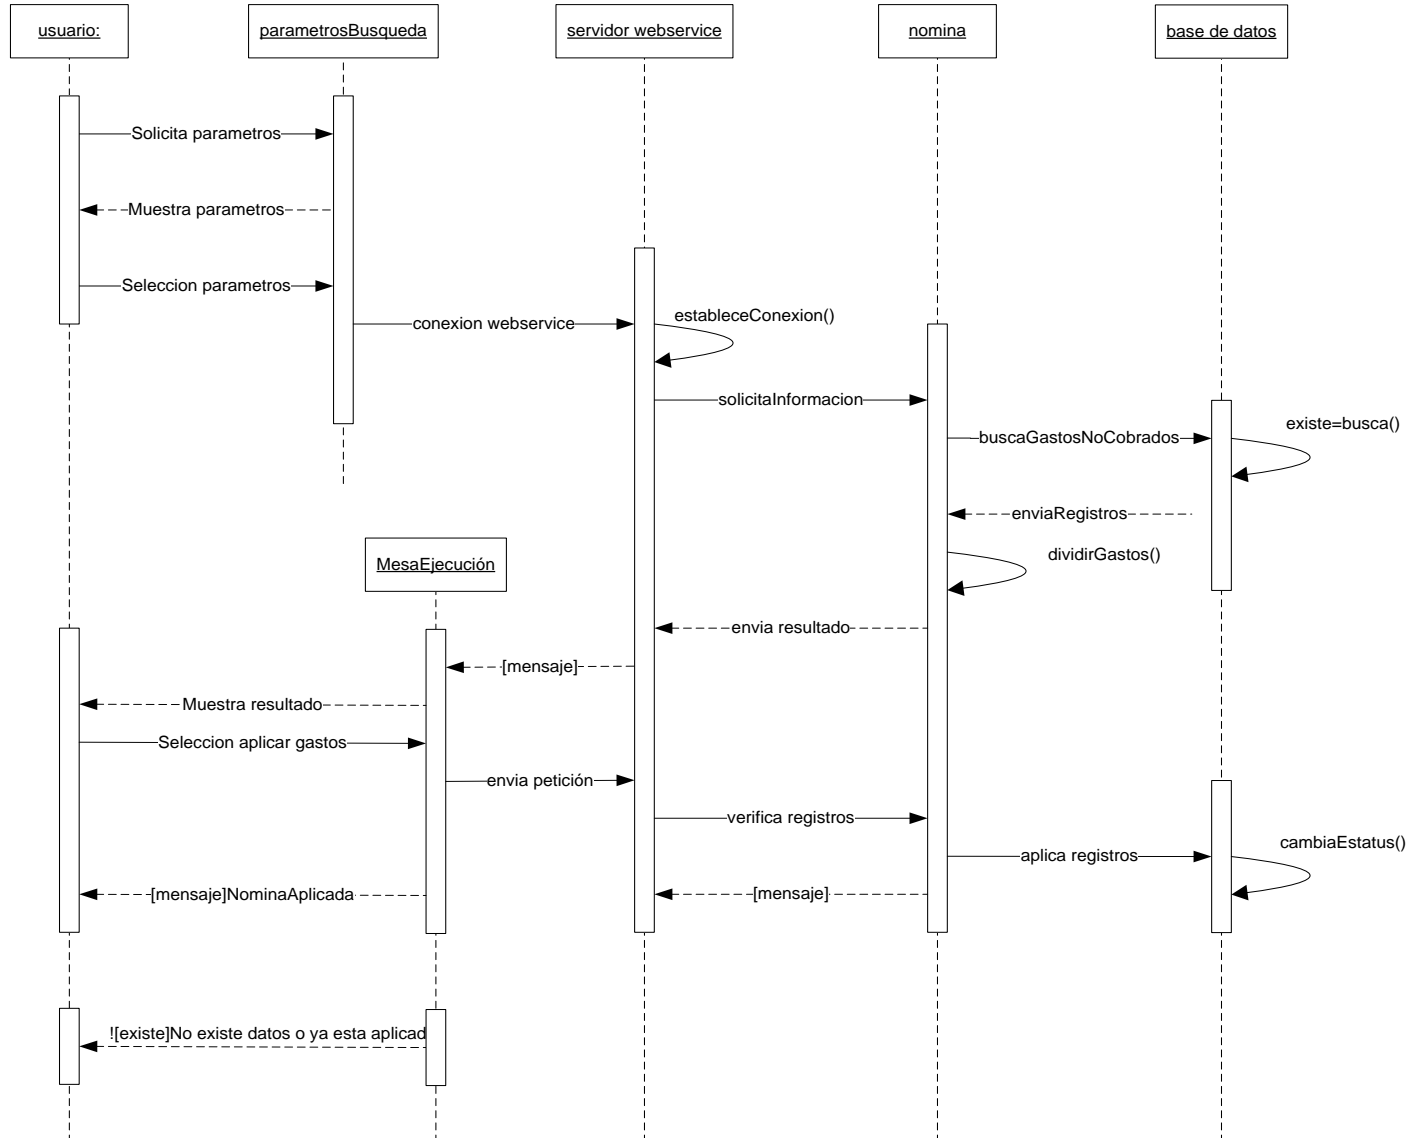 usuario:
parametrosBusqueda
servidor webservice
nomina
base de datos
Solicita parametros
Muestra parametros
Seleccion parametros
conexion webservice
estableceConexion()
solicitaInformacion
buscaGastosNoCobrados
existe=busca()
enviaRegistros
dividirGastos()
MesaEjecución
envia resultado
[mensaje]
Muestra resultado
Seleccion aplicar gastos
envia petición
verifica registros
aplica registros
cambiaEstatus()
[mensaje]NominaAplicada
[mensaje]
![existe]No existe datos o ya esta aplicad